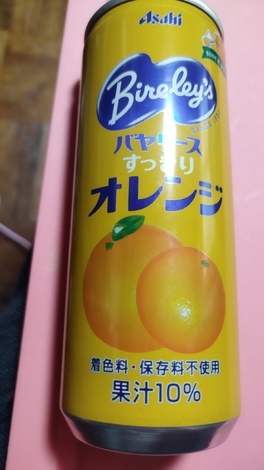 Asahi
Bireley's
バヤリース
すっきり
オレンジ
着色料・保存料不使用
果汁10%